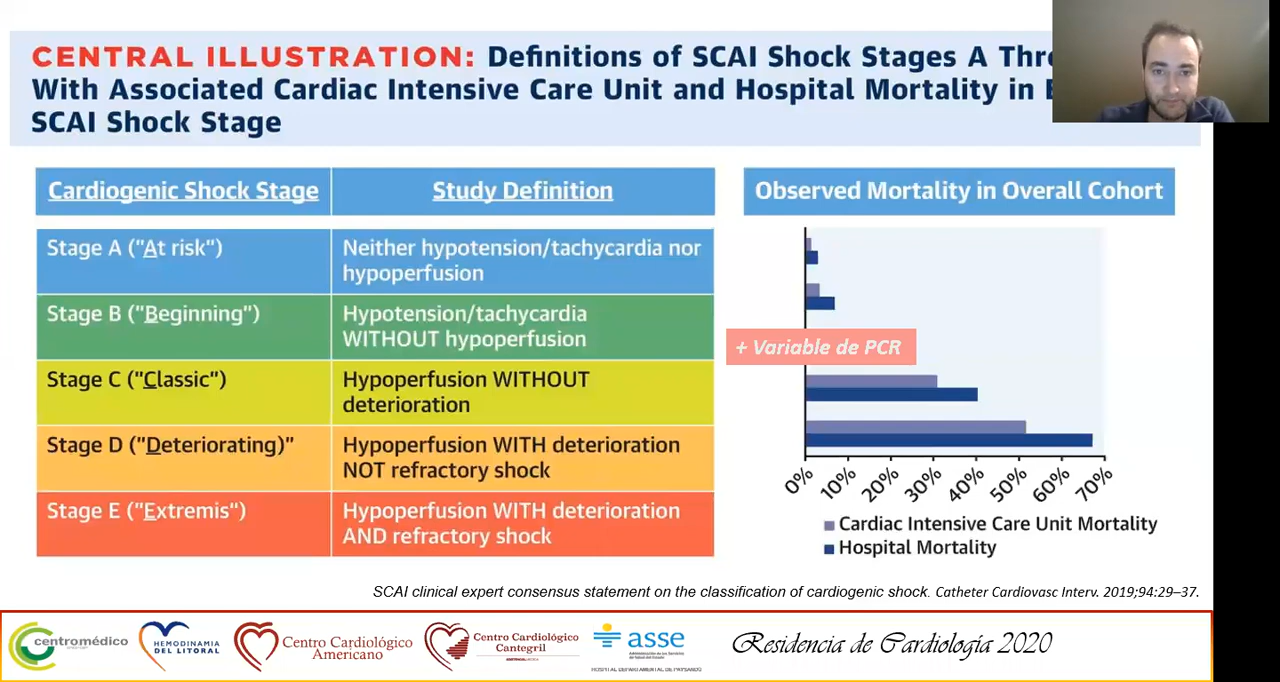 CENTRAL ILLUSTRATION: Definitions of SCAI Shock Stages A Thr
With Associated Cardiac Intensive Care Unit and Hospital Mortality in
SCAI Shock Stage
Cardiogenic Shock Stage
Study Definition
Stage A ("At risk")
Neither hypotension/tachycardia nor
hypoperfusion
Stage B ("Beginning")
Hypotension/tachycardia
WITHOUT hypoperfusion
Stage C ("Classic")
Hypoperfusion WITHOUT
deterioration
Stage D ("Deteriorating)"
Hypoperfusion WITH deterioration
NOT refractory shock
Stage E ("Extremis")
Hypoperfusion WITH deterioration
AND refractory shock
Observed Mortality in Overall Cohort
+ Variable de PCR
0%
10%
20%
30%
40%
50%
60%
70%
Cardiac Intensive Care Unit Mortality
Hospital Mortality
SCAI clinical expert consensus statement on the classification of cardiogenic shock. Catheter Cardiovasc Interv. 2019;94:29–37.
centromédico
HEMODINAMIA
DEL LITORAL
Centro Cardiológico
Americano
Centro Cardiológico
Cantegril
asse
HOSPITAL DEPARTAMENTAL DE PAYSANDÚ
Residencia de Cardiología 2020